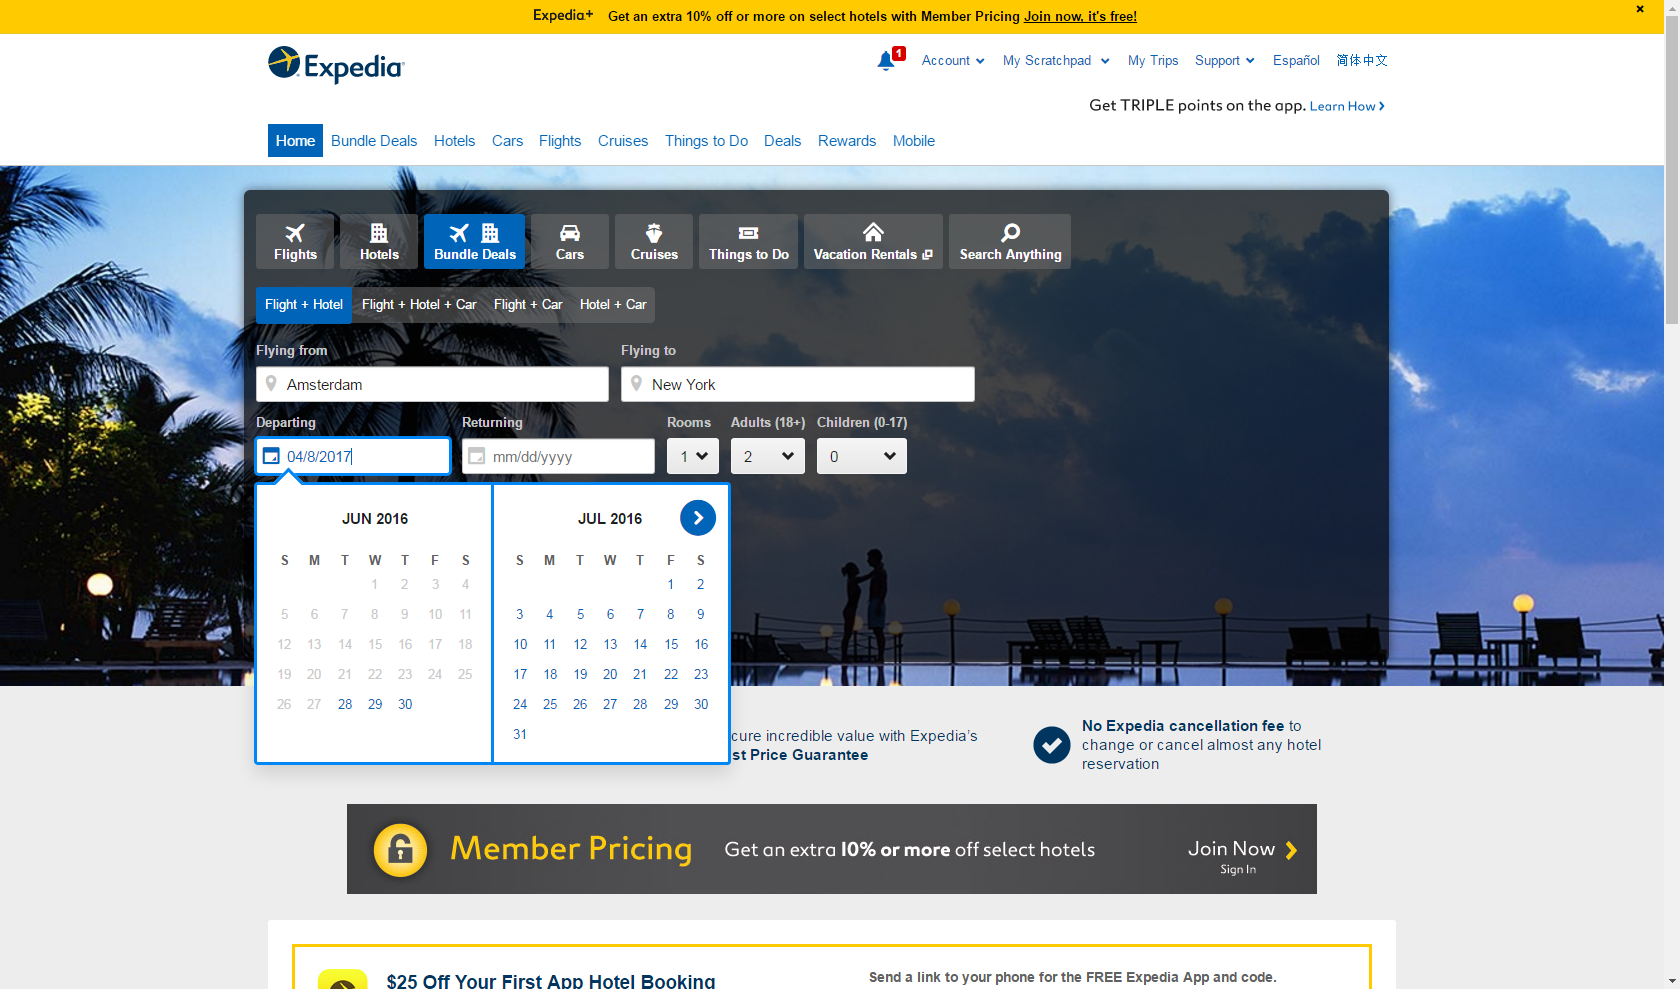 Expedia+ Get an extra 10% off or more on select hotels with Member Pricing Join now, it's free!
Expedia
1
Account My Scratchpad My Trips Support Español 简体中文
Get TRIPLE points on the app. Learn How
Home Bundle Deals Hotels Cars Flights Cruises Things to Do Deals Rewards Mobile
Flights Hotels Bundle Deals Cars Cruises Things to Do Vacation Rentals Search Anything
Flight + Hotel Flight + Hotel + Car Flight + Car Hotel + Car
Flying from Flying to
Amsterdam New York
Departing Returning Rooms Adults (18+) Children (0-17)
04/8/2017 mm/dd/yyyy 1 2 0
JUN 2016 JUL 2016
S M T W T F S S M T W T F S
1 2 3 4 1 2
5 6 7 8 9 10 11 3 4 5 6 7 8 9
12 13 14 15 16 17 18 10 11 12 13 14 15 16
19 20 21 22 23 24 25 17 18 19 20 21 22 23
26 27 28 29 30 24 25 26 27 28 29 30
31
cure incredible value with Expedia's
st Price Guarantee
No Expedia cancellation fee to
change or cancel almost any hotel
reservation
Member Pricing Get an extra 10% or more off select hotels Join Now
Sign In
$25 Off Your First App Hotel Booking
Send a link to your phone for the FREE Expedia App and code.